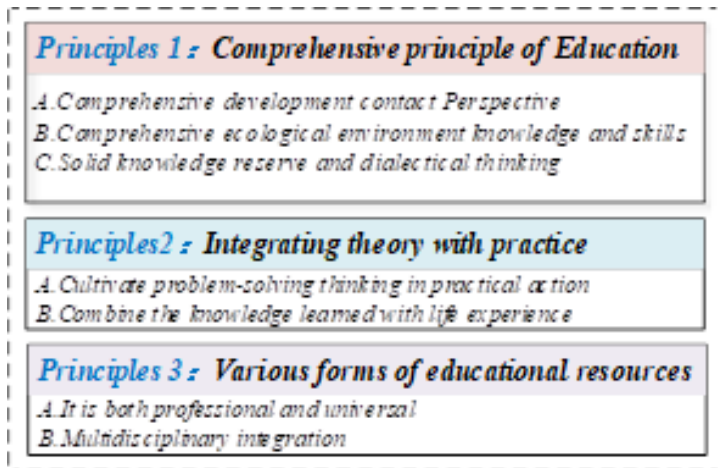 Principles 1： Comprehensive principle of Education
A.Comprehensive development contact Perspective
B.Comprehensive ecological environment knowledge and skills
C.Solid knowledge reserve and dialectical thinking
Principles2： Integrating theory with practice
A.Cultivate problem-solving thinking in practical action
B.Combine the knowledge learned with life experience
Principles 3： Various forms of educational resources
A.It is both professional and universal
B.Multidisciplinary integration